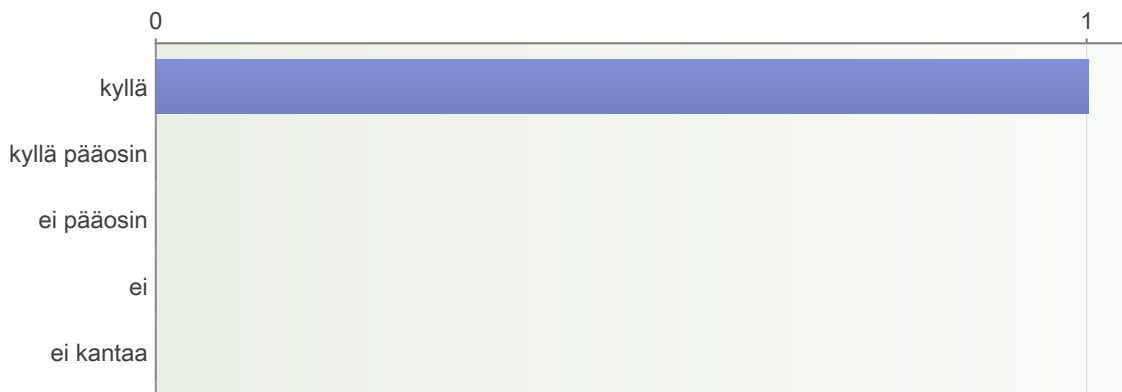 0 1
kyllä
kyllä pääosin
ei pääosin
ei
ei kantaa